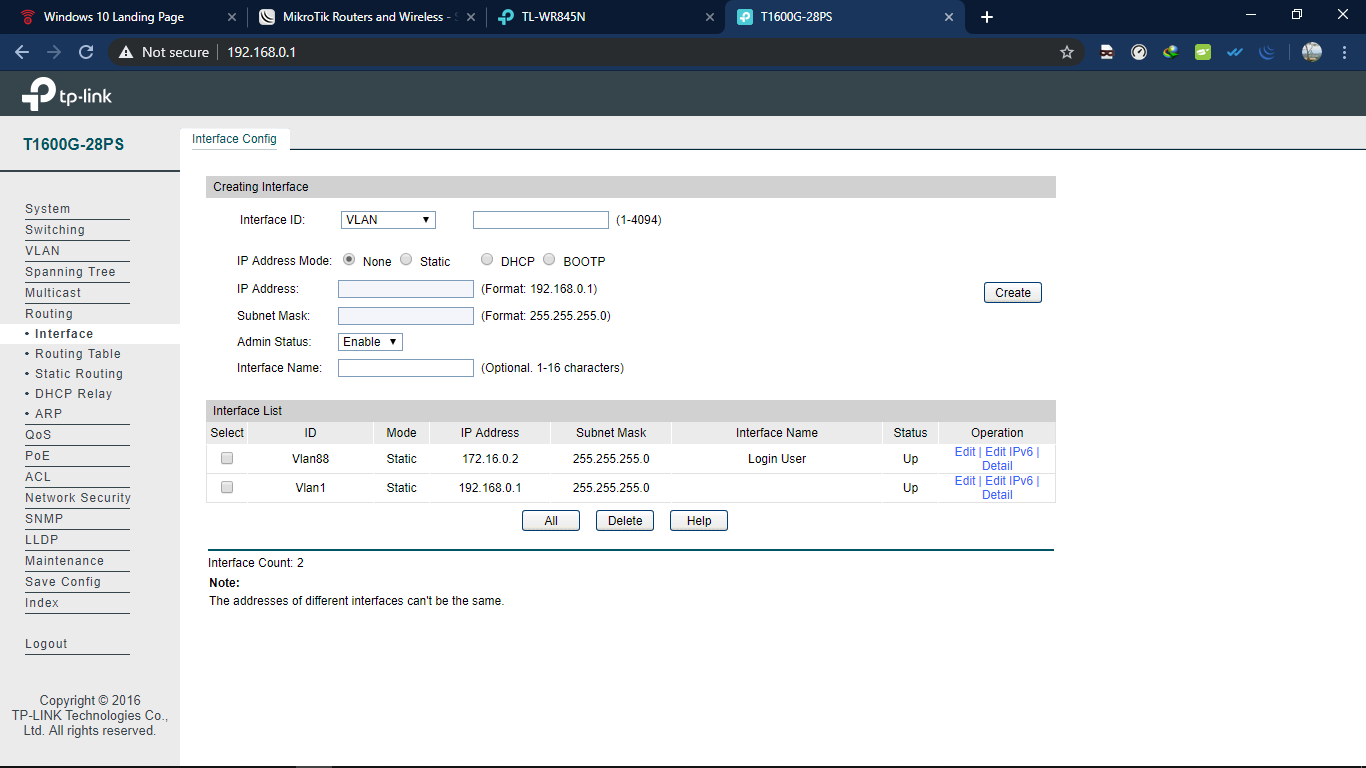 Windows 10 Landing Page
MikroTik Routers and Wireless - S
TL-WR845N
T1600G-28PS
Not secure
192.168.0.1
tp-link
T1600G-28PS
Interface Config
System
Switching
VLAN
Spanning Tree
Multicast
Routing
• Interface
• Routing Table
• Static Routing
• DHCP Relay
• ARP
QoS
PoE
ACL
Network Security
SNMP
LLDP
Maintenance
Save Config
Index
Logout
Copyright © 2016
TP-LINK Technologies Co.,
Ltd. All rights reserved.
Creating Interface
Interface ID: VLAN (1-4094)
IP Address Mode: None Static DHCP BOOTP
IP Address: (Format: 192.168.0.1)
Create
Subnet Mask: (Format: 255.255.255.0)
Admin Status: Enable
Interface Name: (Optional. 1-16 characters)
Interface List
Select ID Mode IP Address Subnet Mask Interface Name Status Operation
Vlan88 Static 172.16.0.2 255.255.255.0 Login User Up Edit | Edit IPv6 |
Detail
Vlan1 Static 192.168.0.1 255.255.255.0 Up Edit | Edit IPv6 |
Detail
All Delete Help
Interface Count: 2
Note:
The addresses of different interfaces can't be the same.